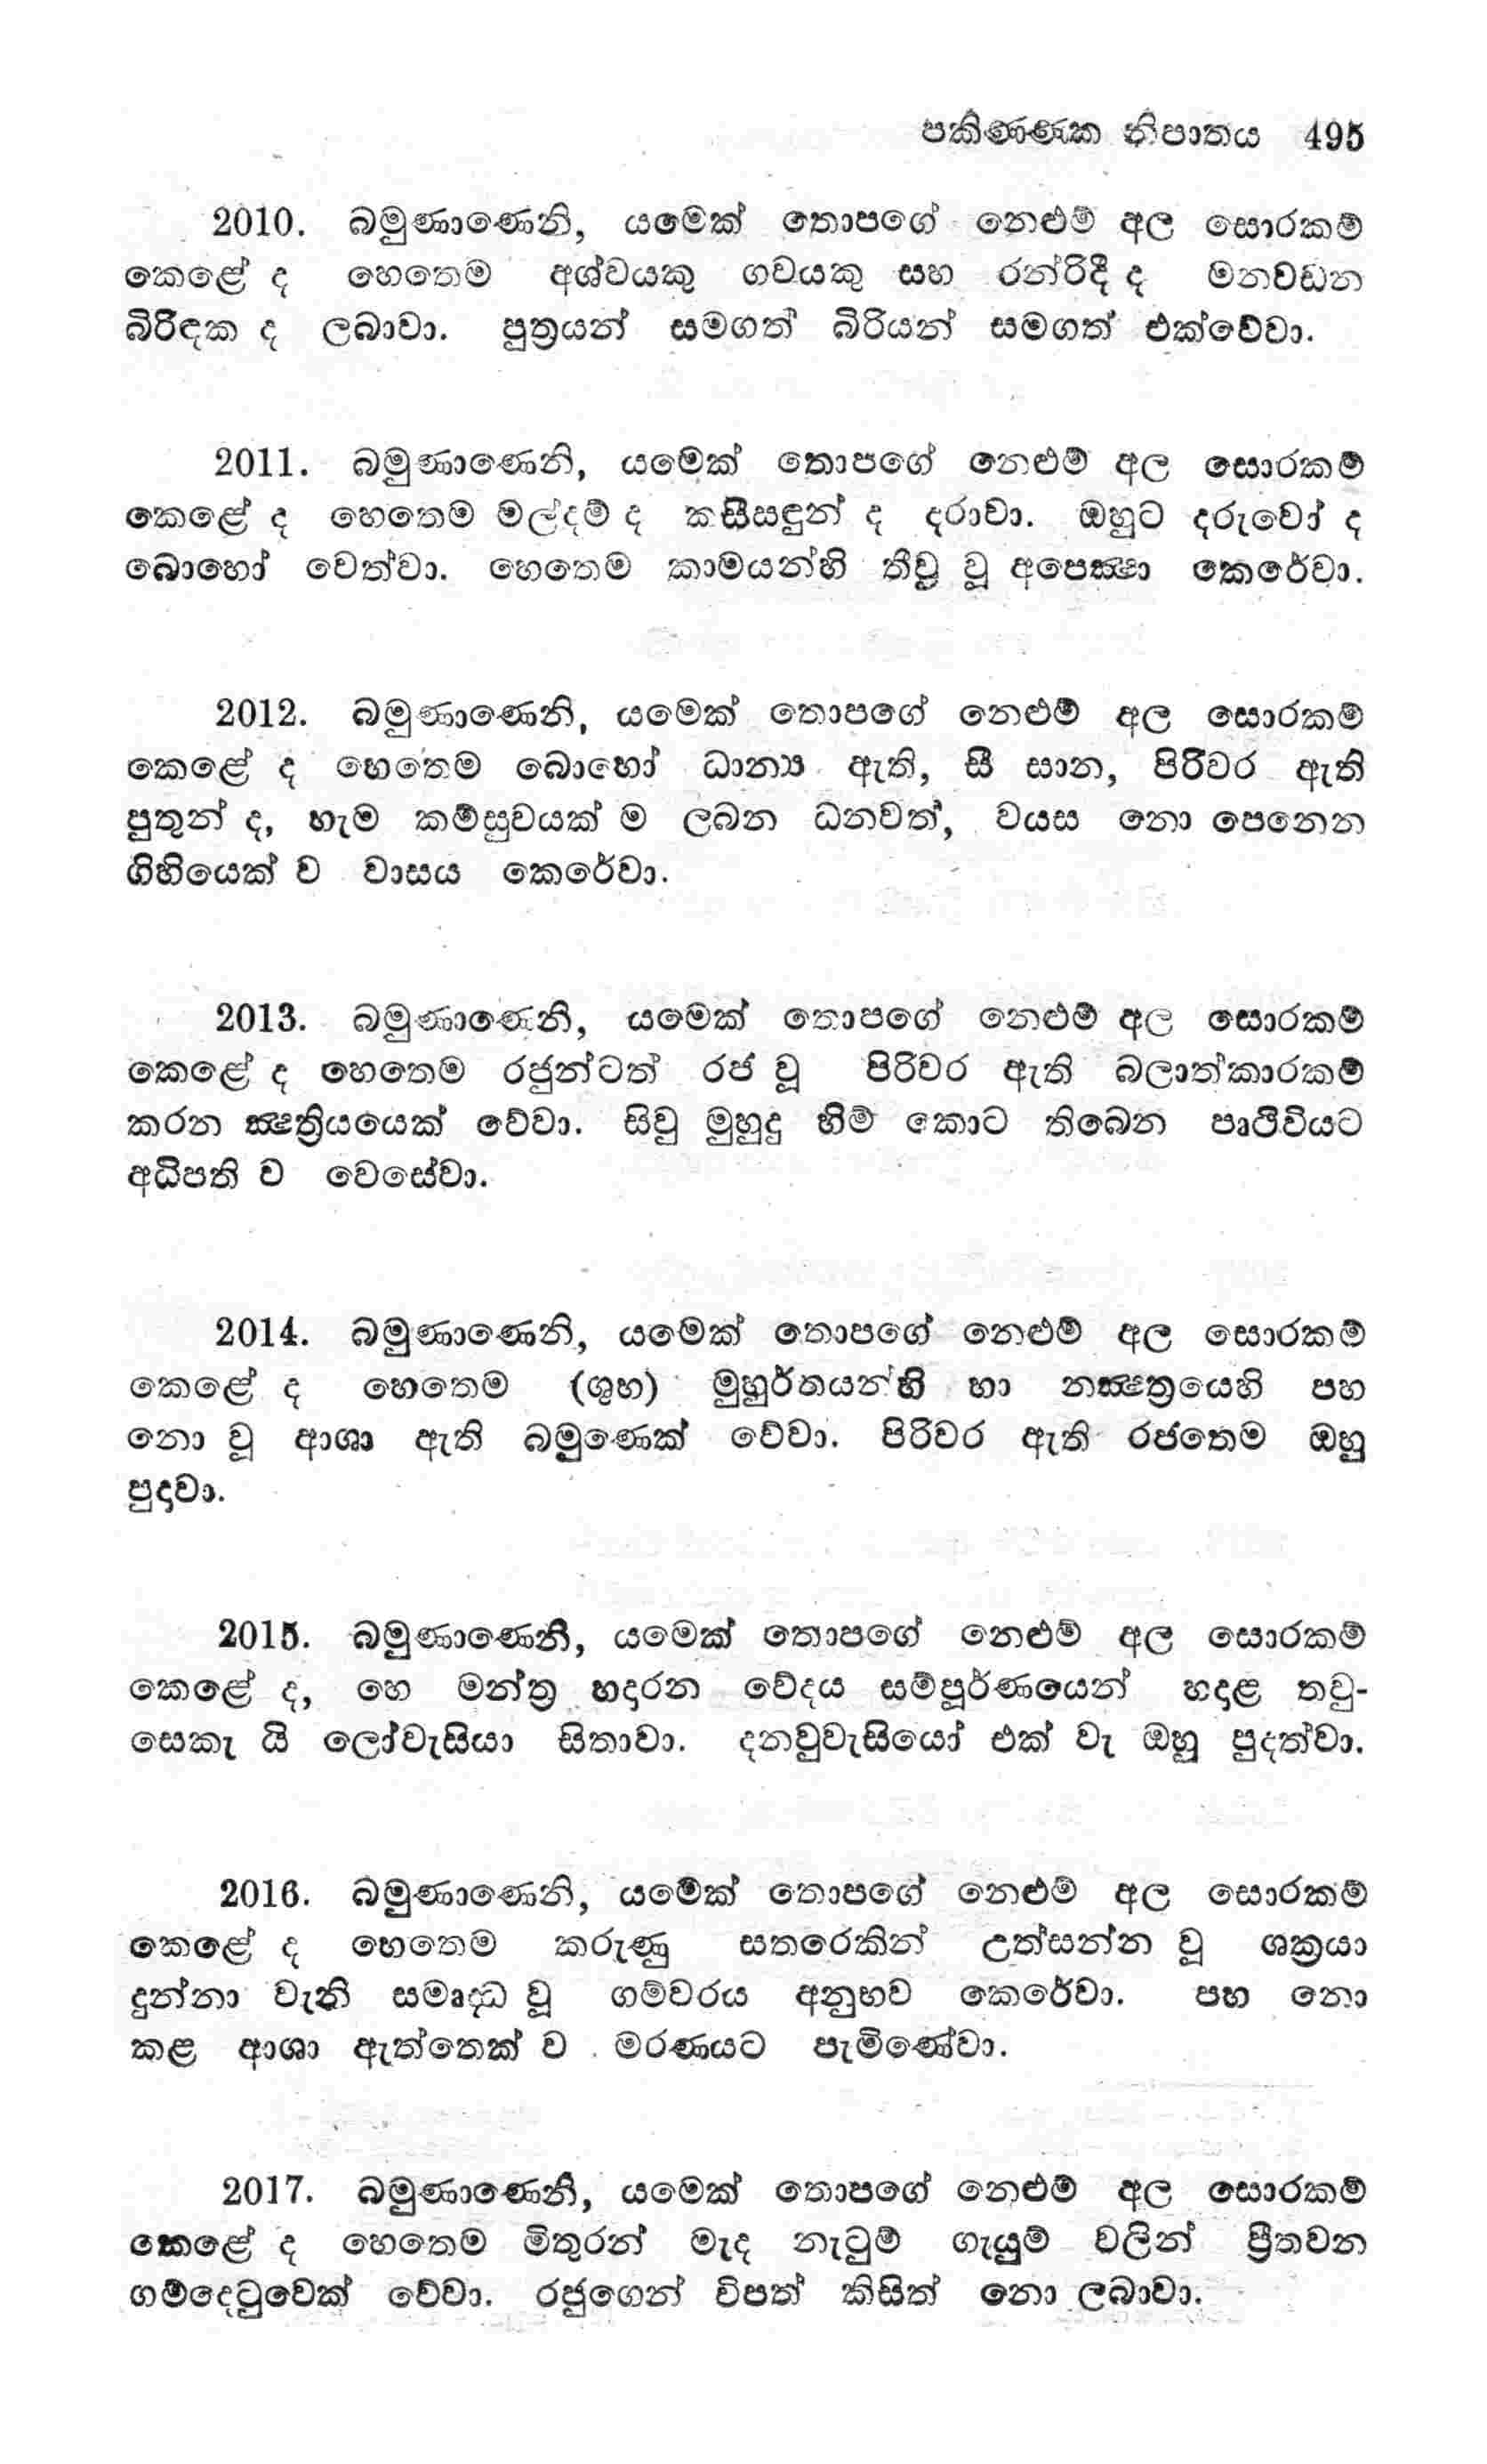 පකිණ්ණක නිපාතය 495
2010. බමුණාණෙනි, යමෙක් තොපගේ නෙළුම් අල සොරකම්
කෙළේ ද හෙතෙම අශ්වයකු ගවයකු සහ රන්රිදී ද මනවඩන
බිරිඳක ද ලබාවා. පුත්‍රයන් සමගත් බිරියන් සමගත් එක්වේවා.
2011. බමුණාණෙනි, යමෙක් තොපගේ නෙළුම් අල සොරකම්
කෙළේ ද හෙතෙම මල්දම් ද කසීසඳුන් ද දරාවා. ඔහුට දරුවෝ ද
බොහෝ වෙත්වා. හෙතෙම කාමයන්හි තීව්‍ර වූ අපෙක්‍ෂා කෙරේවා.
2012. බමුණාණෙනි, යමෙක් තොපගේ නෙළුම් අල සොරකම්
කෙළේ ද හෙතෙම බොහෝ ධාන්‍ය ඇති, සී සාන, පිරිවර ඇති
පුතුන් ද, හැම කම්සුවයක් ම ලබන ධනවත්, වයස නො පෙනෙන
ගිහියෙක් ව වාසය කෙරේවා.
2013. බමුණාණෙනි, යමෙක් තොපගේ නෙළුම් අල සොරකම්
කෙළේ ද හෙතෙම රජුන්ටත් රජ වූ පිරිවර ඇති බලාත්කාරකම්
කරන ක්‍ෂත්‍රියයෙක් වේවා. සිව් මුහුදු හිම් කොට තිබෙන පෘථිවියට
අධිපති ව වෙසේවා.
2014. බමුණාණෙනි, යමෙක් තොපගේ නෙළුම් අල සොරකම්
කෙළේ ද හෙතෙම (ශුභ) මුහුර්තයන්හි හා නක්‍ෂත්‍රයෙහි පහ
නො වූ ආශා ඇති බමුණෙක් වේවා. පිරිවර ඇති රජතෙම ඔහු
පුදාවා.
2015. බමුණාණෙනි, යමෙක් තොපගේ නෙළුම් අල සොරකම්
කෙළේ ද, හෙ මන්ත්‍ර හදාරන වේදය සම්පූර්ණයෙන් හදාළ තවු-
සෙකැ යි ලෝවැසියා සිතාවා. දනවුවැසියෝ එක් වැ ඔහු පුදත්වා.
2016. බමුණාණෙනි, යමෙක් තොපගේ නෙළුම් අල සොරකම්
කෙළේ ද හෙතෙම කරුණු සතරෙකින් උත්සන්න වූ ශක්‍රයා
දුන්නා වැනි සමෘද්ධ වූ ගම්වරය අනුභව කෙරේවා. පහ නො
කළ ආශා ඇත්තෙක් ව මරණයට පැමිණේවා.
2017. බමුණාණෙනි, යමෙක් තොපගේ නෙළුම් අල සොරකම්
කෙළේ ද හෙතෙම මිතුරන් මැද නැටුම් ගැයුම් වලින් ප්‍රීතවන
ගම්දෙටුවෙක් වේවා. රජුගෙන් විපත් කිසිත් නො ලබාවා.